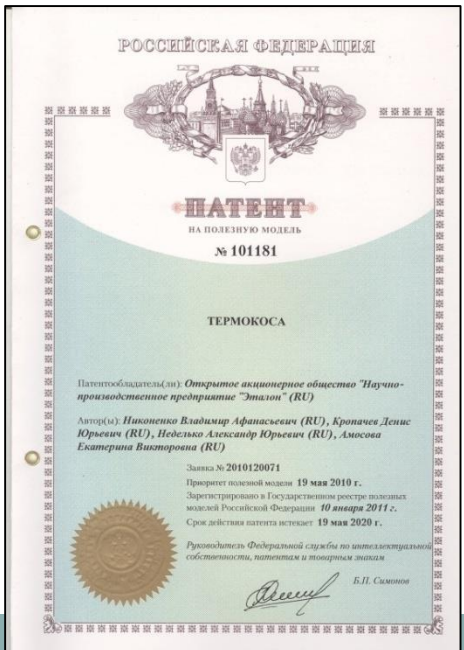 РОССИЙСКАЯ ФЕДЕРАЦИЯ
ПАТЕНТ
НА ПОЛЕЗНУЮ МОДЕЛЬ
№ 101181
ТЕРМОКОСА
Патентообладатель(ли): Открытое акционерное общество "Научно-
производственное предприятие "Эталон" (RU)
Автор(ы): Никоненко Владимир Афанасьевич (RU), Кропачев Денис
Юрьевич (RU), Неделько Александр Юрьевич (RU), Амосова
Екатерина Викторовна (RU)
Заявка № 2010120071
Приоритет полезной модели 19 мая 2010 г.
Зарегистрировано в Государственном реестре полезных
моделей Российской Федерации 10 января 2011 г.
Срок действия патента истекает 19 мая 2020 г.
Руководитель Федеральной службы по интеллектуальной
собственности, патентам и товарным знакам
Б.П. Симонов